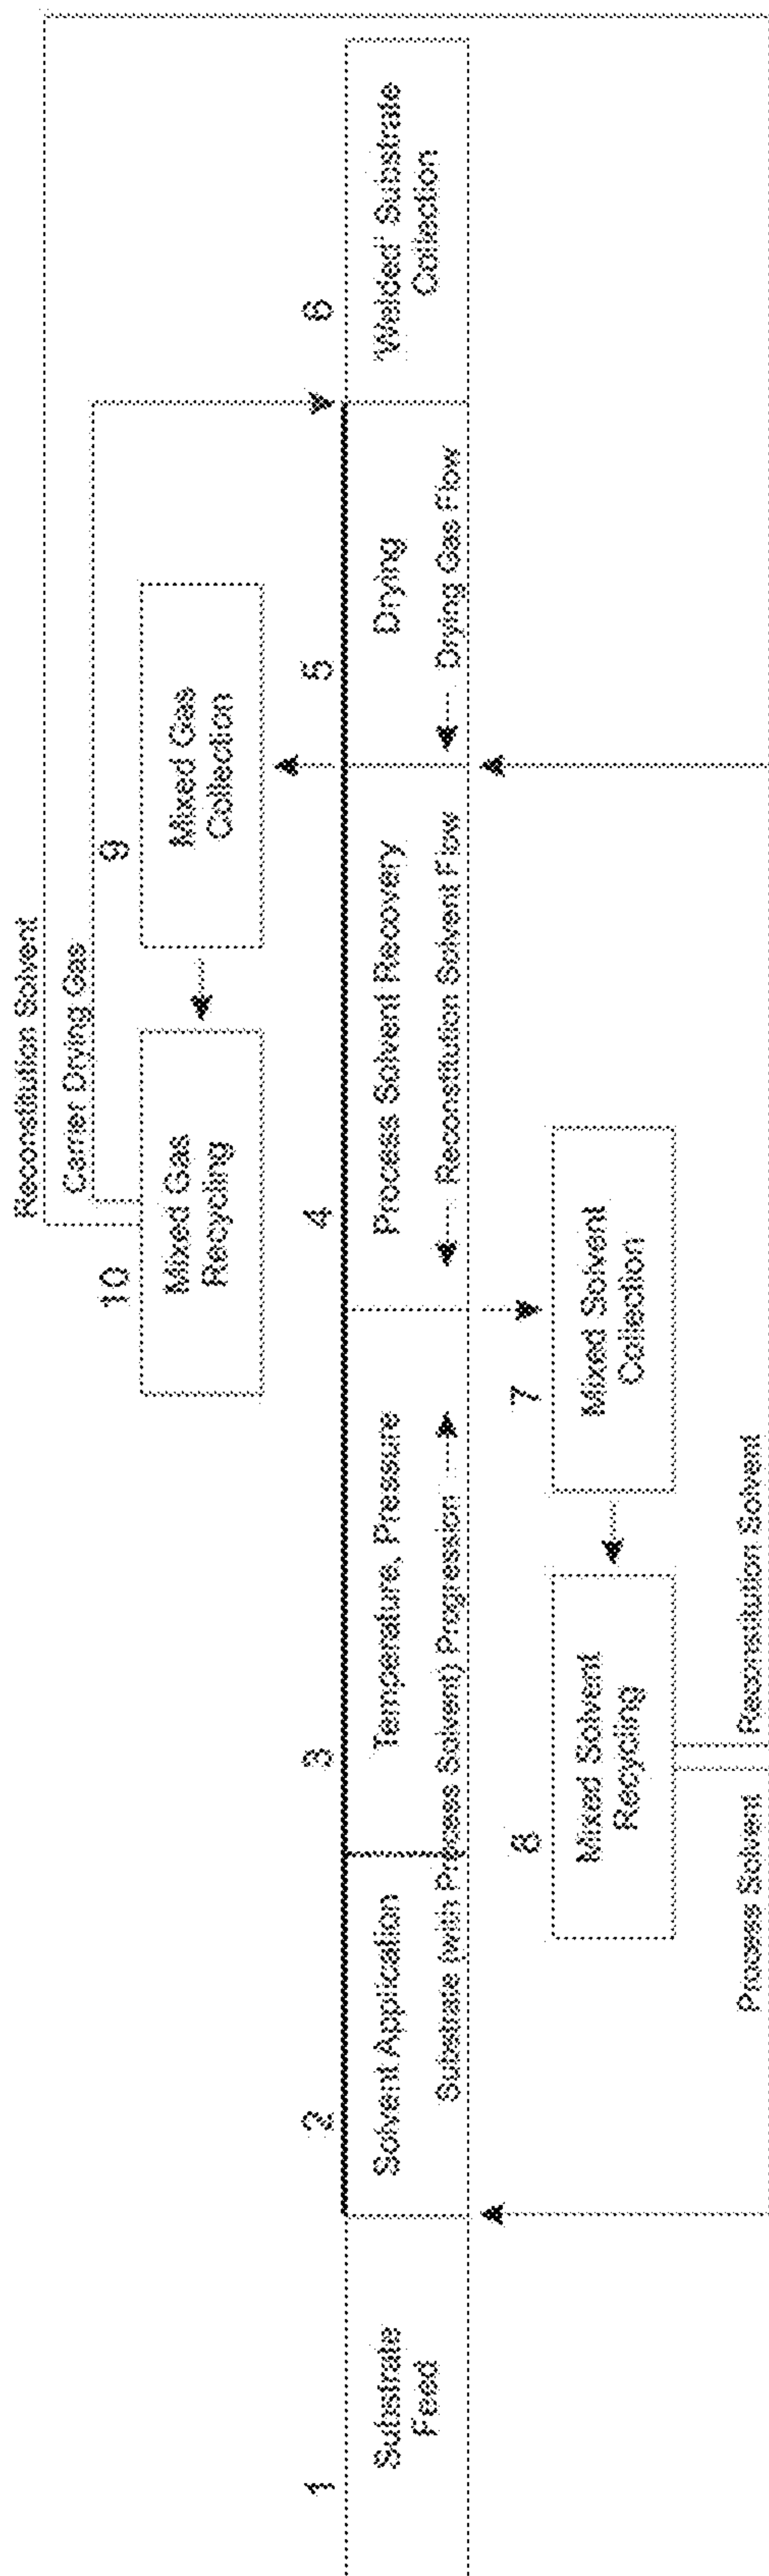 Reconstitution Solvent
Carrier Drying Gas
10
Mixed Gas
Recycling
9
Mixed Gas
Collection
1
Substrate
Feed
2
Solvent Application
3
Temperature, Pressure
Substrate (with Process Solvent) Progression
4
Process Solvent Recovery
Reconstitution Solvent Flow
5
Drying
Drying Gas Flow
6
'Welded' Substrate
Collection
8
Mixed Solvent
Recycling
7
Mixed Solvent
Collection
Process Solvent
Reconstitution Solvent